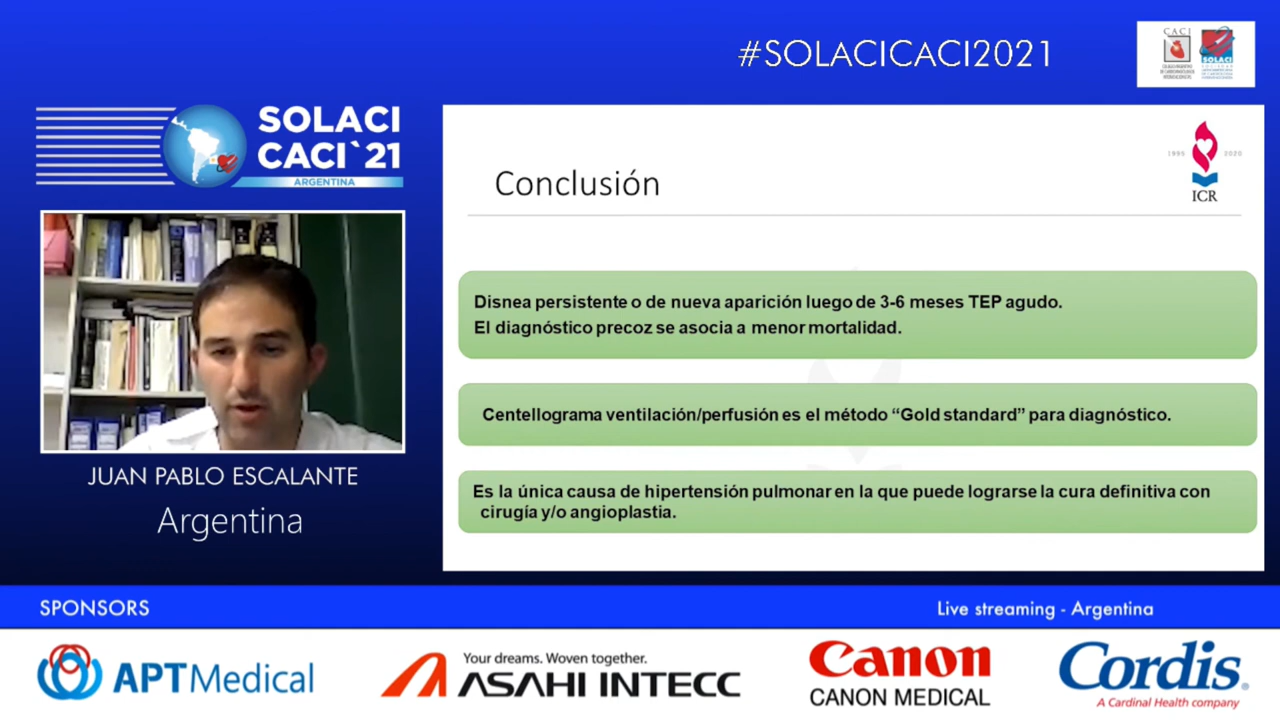 #SOLACICACI2021
CACI
SOLACI
SOLACI
CACI`21
ARGENTINA
1995 2020
ICR
Conclusión
Disnea persistente o de nueva aparición luego de 3-6 meses TEP agudo.
El diagnóstico precoz se asocia a menor mortalidad.
Centellograma ventilación/perfusión es el método “Gold standard” para diagnóstico.
Es la única causa de hipertensión pulmonar en la que puede lograrse la cura definitiva con
cirugía y/o angioplastia.
JUAN PABLO ESCALANTE
Argentina
SPONSORS
Live streaming - Argentina
APTMedical
Your dreams. Woven together.
ASAHI INTECC
Canon
CANON MEDICAL
Cordis®
A Cardinal Health company